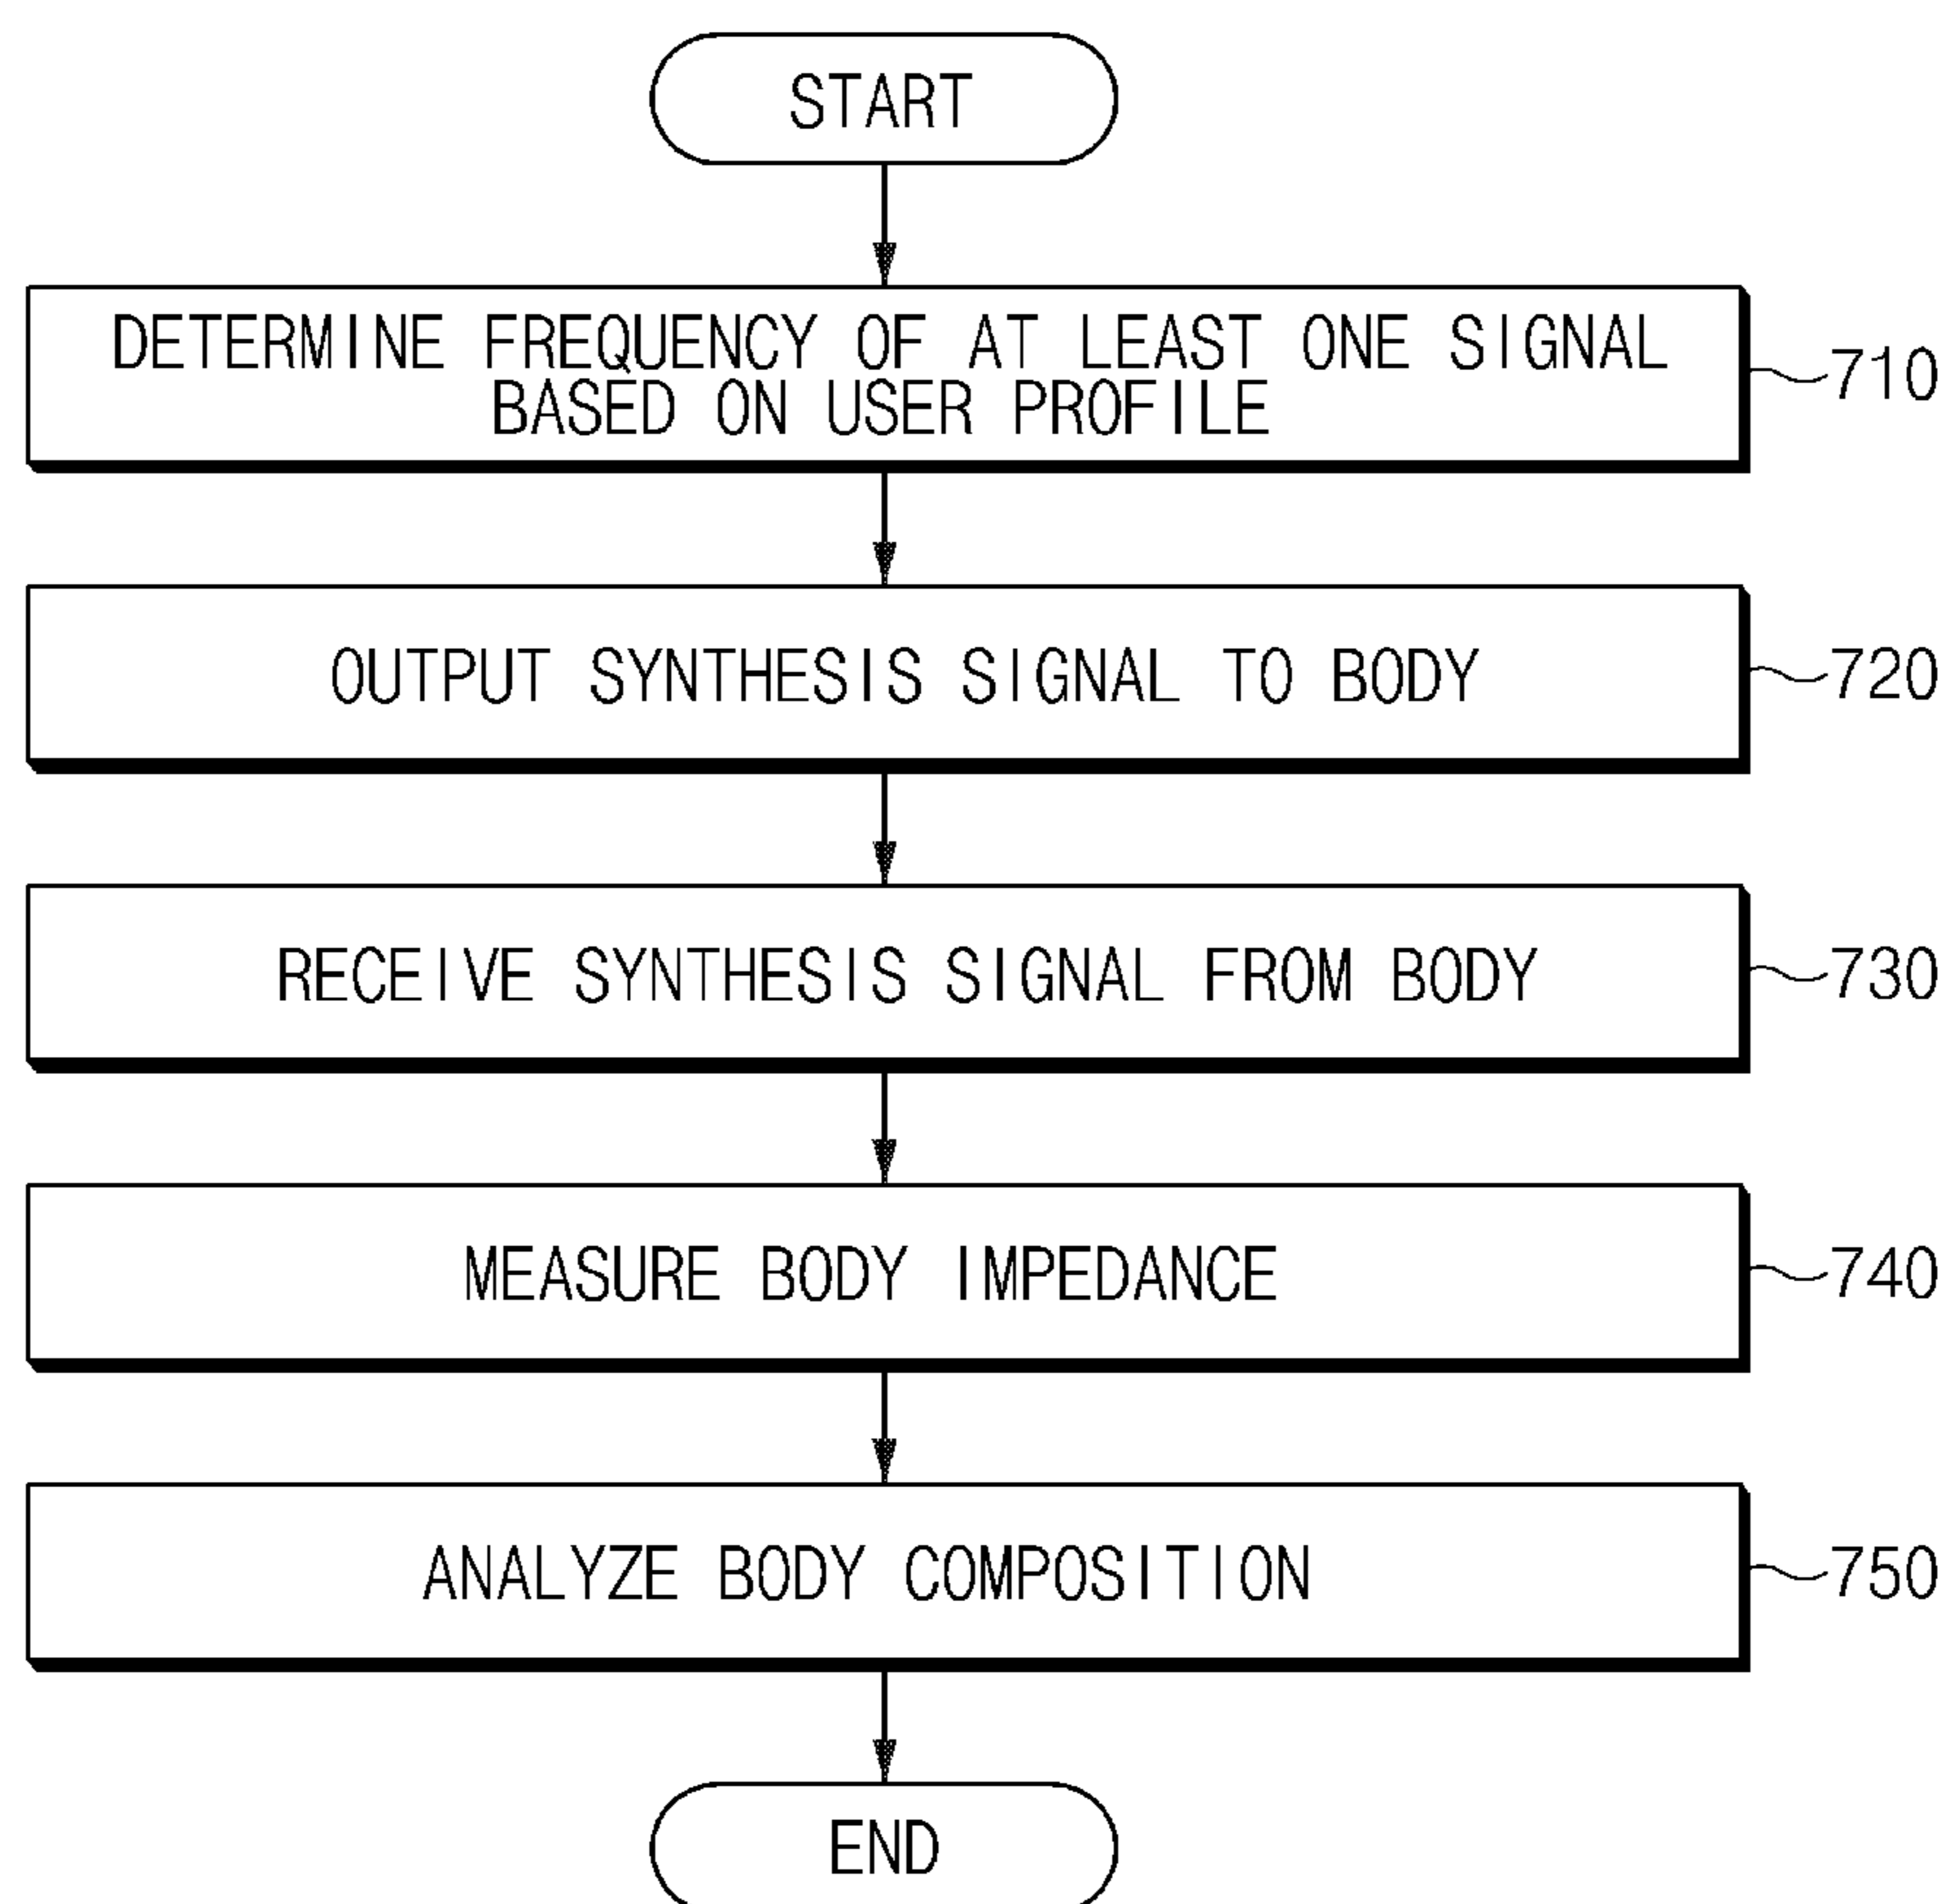 START
DETERMINE FREQUENCY OF AT LEAST ONE SIGNAL
BASED ON USER PROFILE
710
OUTPUT SYNTHESIS SIGNAL TO BODY
720
RECEIVE SYNTHESIS SIGNAL FROM BODY
730
MEASURE BODY IMPEDANCE
740
ANALYZE BODY COMPOSITION
750
END